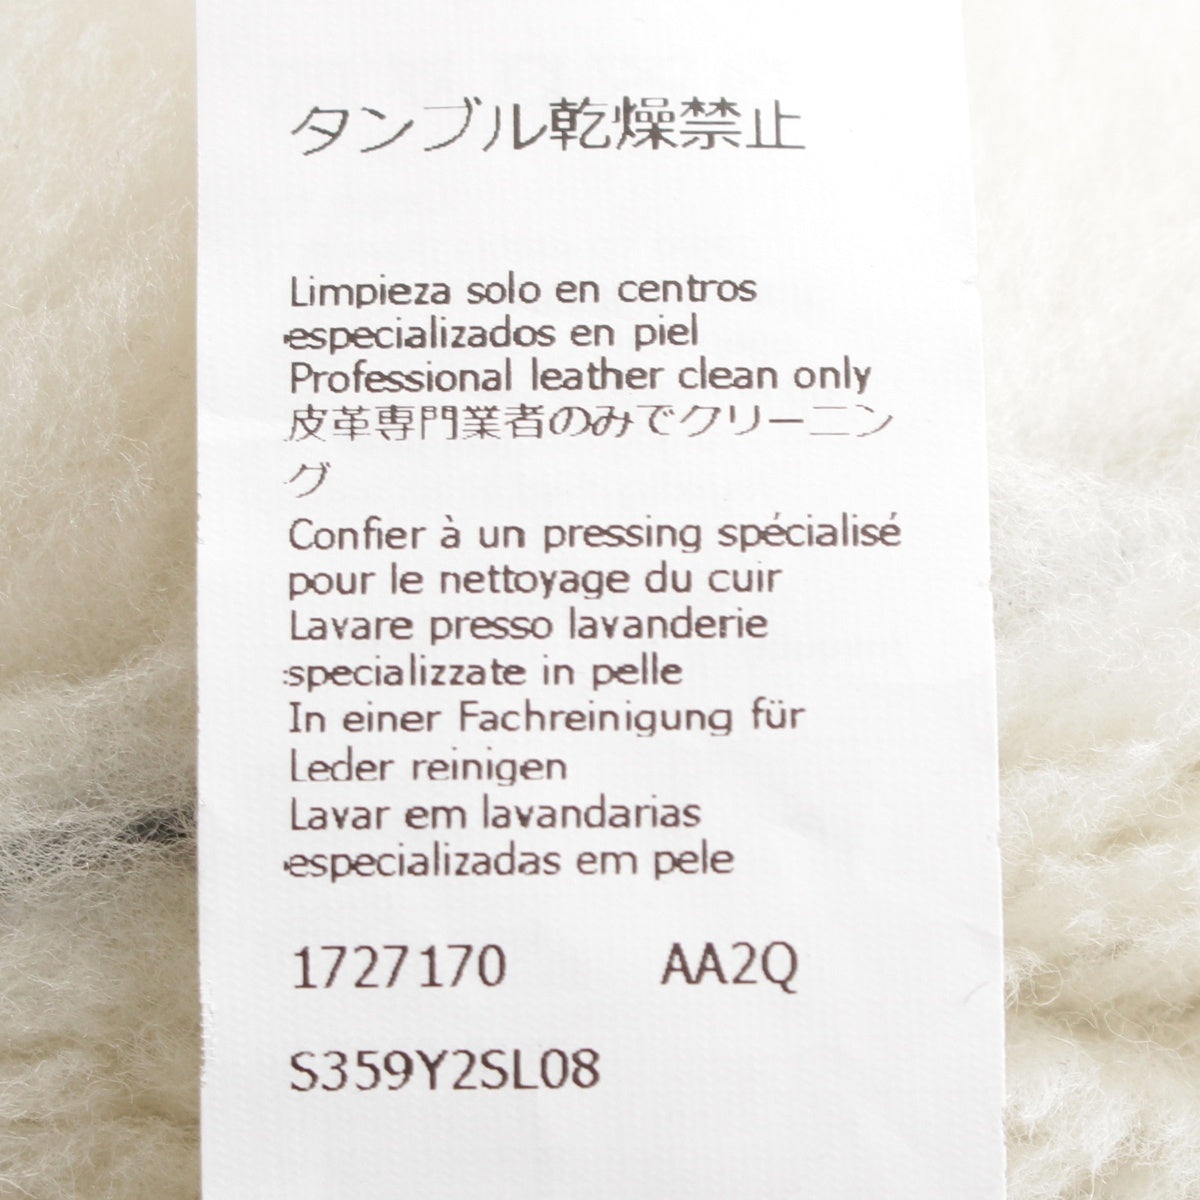 タンブル乾燥禁止
Limpieza solo en centros
especializados en piel
Professional leather clean only
皮革専門業者のみでクリーニン
グ
Confier à un pressing spécialisé
pour le nettoyage du cuir
Lavare presso lavanderie
specializzate in pelle
In einer Fachreinigung für
Leder reinigen
Lavar em lavandarias
especializadas em pele
1727170 AA2Q
S359Y2SL08